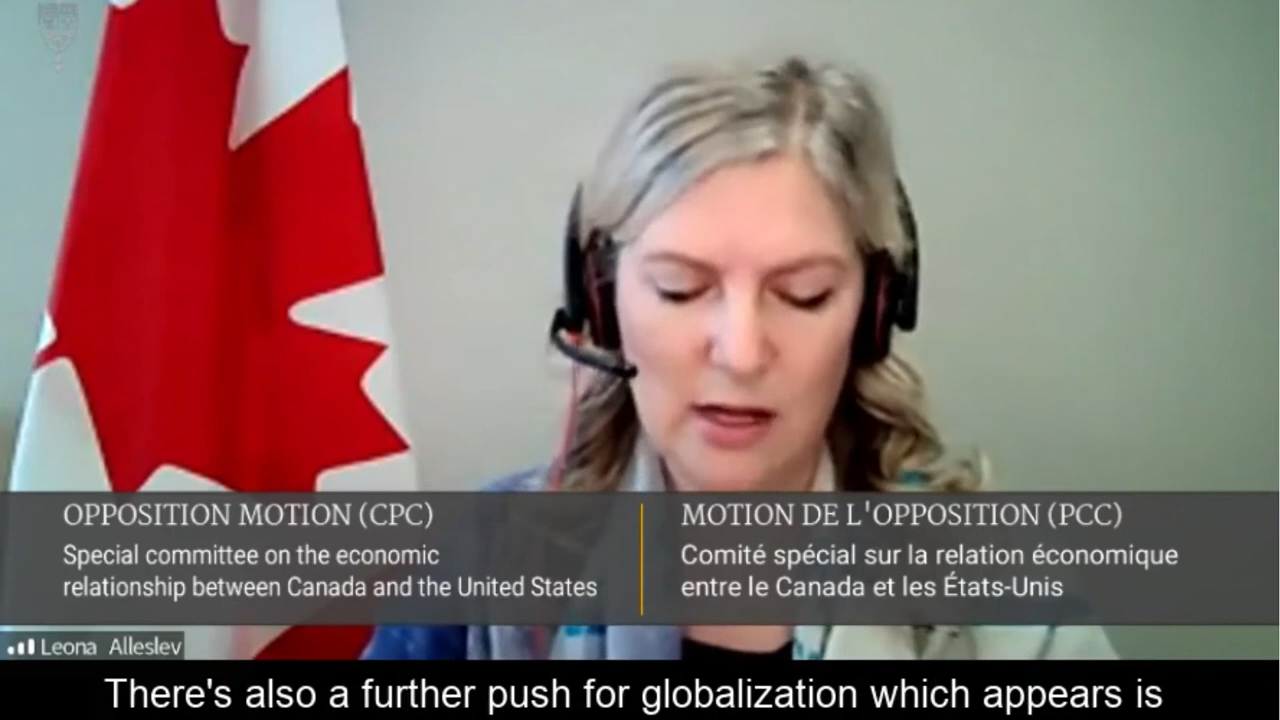 OPPOSITION MOTION (CPC)
Special committee on the economic
relationship between Canada and the United States
MOTION DE L'OPPOSITION (PCC)
Comité spécial sur la relation économique
entre le Canada et les États-Unis
Leona Alleslev
There's also a further push for globalization which appears is